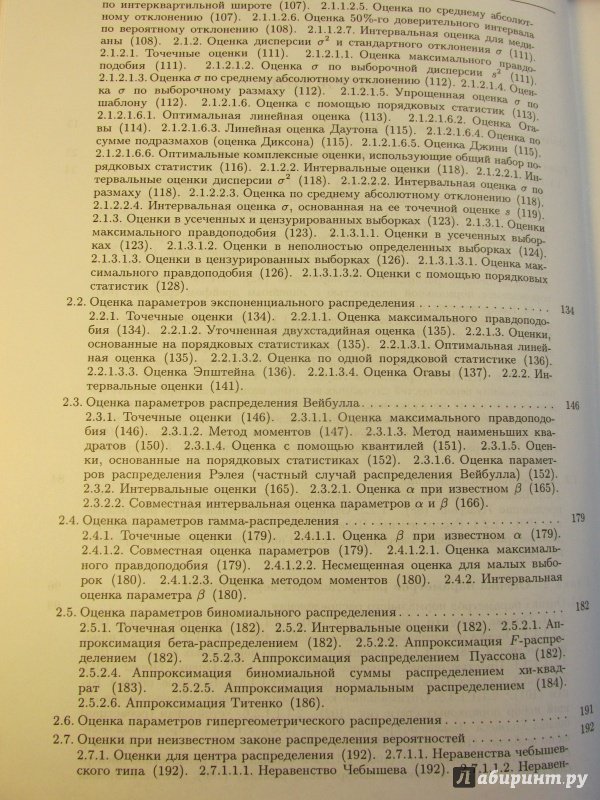 по интерквартильной широте (107). 2.1.1.2.5. Оценка по среднему абсолют-
ному отклонению (107). 2.1.1.2.6. Оценка 50%-го доверительного интервала
по вероятному отклонению (108). 2.1.1.2.7. Интервальная оценка для меди-
аны (108). 2.1.2. Оценка дисперсии σ² и стандартного отклонения σ (111).
2.1.2.1. Точечные оценки (111). 2.1.2.1.1. Оценка максимального правдо-
подобия (111). 2.1.2.1.2. Оценка σ по выборочной дисперсии s² (111).
2.1.2.1.3. Оценка σ по среднему абсолютному отклонению (112). 2.1.2.1.4. Оцен-
ка σ по выборочному размаху (112). 2.1.2.1.5. Упрощенная оценка σ по
шаблону (112). 2.1.2.1.6. Оценка с помощью порядковых статистик (113).
2.1.2.1.6.1. Оптимальная линейная оценка (113). 2.1.2.1.6.2. Оценка Ога-
вы (114). 2.1.2.1.6.3. Линейная оценка Даутона (115). 2.1.2.1.6.4. Оценка по
сумме подразмахов (оценка Диксона) (115). 2.1.2.1.6.5. Оценка Джини (115).
2.1.2.1.6.6. Оптимальные комплексные оценки, использующие общий набор по-
рядковых статистик (116). 2.1.2.2. Интервальные оценки (118). 2.1.2.2.1. Ин-
тервальные оценки дисперсии σ² (118). 2.1.2.2.2. Интервальная оценка σ по
размаху (118). 2.1.2.2.3. Оценка по среднему абсолютному отклонению (118).
2.1.2.2.4. Интервальная оценка σ, основанная на ее точечной оценке s (119).
2.1.3. Оценки в усеченных и цензурированных выборках (123). 2.1.3.1. Оценки
максимального правдоподобия (123). 2.1.3.1.1. Оценки в усеченных выбор-
ках (123). 2.1.3.1.2. Оценки в неполностью определенных выборках (124).
2.1.3.1.3. Оценки в цензурированных выборках (126). 2.1.3.1.3.1. Оценка мак-
симального правдоподобия (126). 2.1.3.1.3.2. Оценки с помощью порядковых
статистик (128).
2.2. Оценка параметров экспоненциального распределения . . . . . . . . . . . . . . 134
2.2.1. Точечные оценки (134). 2.2.1.1. Оценка максимального правдоподо-
бия (134). 2.2.1.2. Уточненная двухстадийная оценка (135). 2.2.1.3. Оценки,
основанные на порядковых статистиках (135). 2.2.1.3.1. Оптимальная линей-
ная оценка (135). 2.2.1.3.2. Оценка по одной порядковой статистике (136).
2.2.1.3.3. Оценка Эпштейна (136). 2.2.1.3.4. Оценка Огавы (137). 2.2.2. Ин-
тервальные оценки (141).
2.3. Оценка параметров распределения Вейбулла . . . . . . . . . . . . . . . . . . . . 146
2.3.1. Точечные оценки (146). 2.3.1.1. Оценка максимального правдоподо-
бия (146). 2.3.1.2. Метод моментов (147). 2.3.1.3. Метод наименьших ква-
дратов (150). 2.3.1.4. Оценка с помощью квантилей (151). 2.3.1.5. Оцен-
ки, основанные на порядковых статистиках (152). 2.3.1.6. Оценка парамет-
ров распределения Рэлея (частный случай распределения Вейбулла) (152).
2.3.2. Интервальные оценки (165). 2.3.2.1. Оценка α при известном β (165).
2.3.2.2. Совместная интервальная оценка параметров α и β (166).
2.4. Оценка параметров гамма-распределения . . . . . . . . . . . . . . . . . . . . . . 179
2.4.1. Точечные оценки (179). 2.4.1.1. Оценка β при известном α (179).
2.4.1.2. Совместная оценка параметров (179). 2.4.1.2.1. Оценка максималь-
ного правдоподобия (179). 2.4.1.2.2. Несмещенная оценка для малых выбо-
рок (180). 2.4.1.2.3. Оценка методом моментов (180). 2.4.2. Интервальная
оценка параметра β (180).
2.5. Оценка параметров биномиального распределения . . . . . . . . . . . . . . . . 182
2.5.1. Точечная оценка (182). 2.5.2. Интервальные оценки (182). 2.5.2.1. Ап-
проксимация бета-распределением (182). 2.5.2.2. Аппроксимация F-распре-
делением (182). 2.5.2.3. Аппроксимация распределением Пуассона (182).
2.5.2.4. Аппроксимация биномиальной суммы распределением хи-квад-
рат (183). 2.5.2.5. Аппроксимация нормальным распределением (184).
2.5.2.6. Аппроксимация Титенко (186).
2.6. Оценка параметров гипергеометрического распределения . . . . . . . . . . . . 191
2.7. Оценки при неизвестном законе распределения вероятностей . . . . . . . . . . 192
2.7.1. Оценки для центра распределения (192). 2.7.1.1. Неравенства чебышев-
ского типа (192). 2.7.1.1.1. Неравенство Чебышева (192). 2.7.1.1.2. Неравен-
Лабиринт.ру